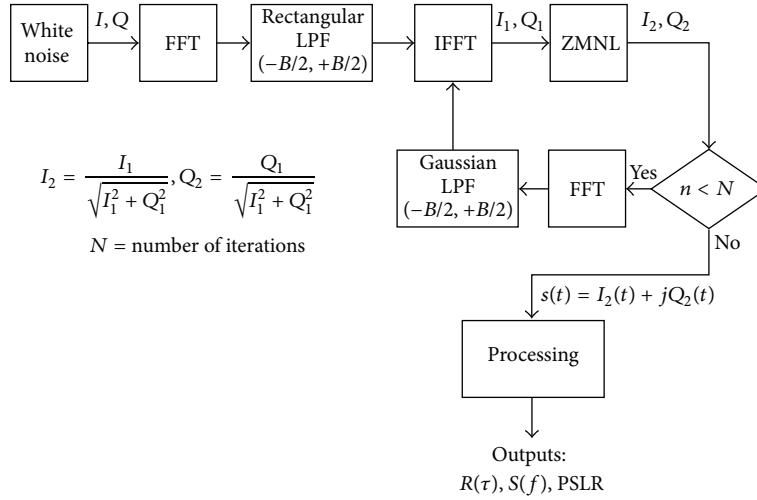 White
noise
I, Q
FFT
Rectangular
LPF
(−B/2, +B/2)
IFFT
I₁, Q₁
ZMNL
I₂, Q₂
I₂ = I₁ / √(I₁² + Q₁²), Q₂ = Q₁ / √(I₁² + Q₁²)
N = number of iterations
Gaussian
LPF
(−B/2, +B/2)
FFT
Yes
n < N
No
s(t) = I₂(t) + jQ₂(t)
Processing
Outputs:
R(τ), S(f), PSLR